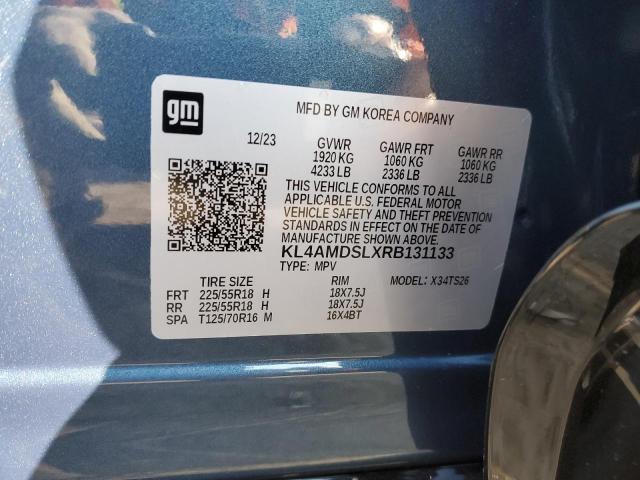 gm
MFD BY GM KOREA COMPANY
12/23 GVWR GAWR FRT GAWR RR
1920 KG 1060 KG 1060 KG
4233 LB 2336 LB 2336 LB
THIS VEHICLE CONFORMS TO ALL
APPLICABLE U.S. FEDERAL MOTOR
VEHICLE SAFETY AND THEFT PREVENTION
STANDARDS IN EFFECT ON THE DATE OF
MANUFACTURE SHOWN ABOVE.
KL4AMDSLXRB131133
TYPE: MPV MODEL: X34TS26
TIRE SIZE RIM
FRT 225/55R18 H 18X7.5J
RR 225/55R18 H 18X7.5J
SPA T125/70R16 M 16X4BT